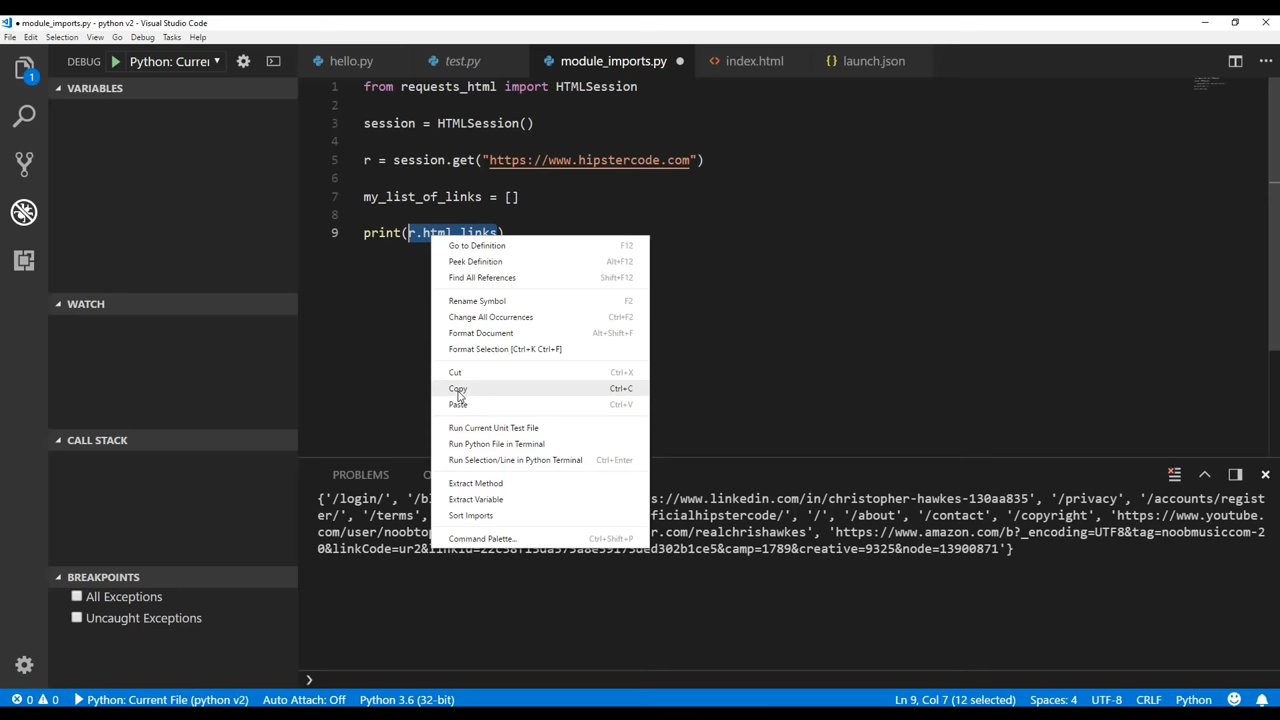 ● module_imports.py - python v2 - Visual Studio Code
File Edit Selection View Go Debug Tasks Help
DEBUG Python: Currer
hello.py test.py module_imports.py index.html launch.json
1
VARIABLES
WATCH
CALL STACK
BREAKPOINTS
All Exceptions
Uncaught Exceptions
1 from requests_html import HTMLSession
2
3 session = HTMLSession()
4
5 r = session.get("https://www.hipstercode.com")
6
7 my_list_of_links = []
8
9 print(r.html.links)
Go to Definition F12
Peek Definition Alt+F12
Find All References Shift+F12
Rename Symbol F2
Change All Occurrences Ctrl+F2
Format Document Alt+Shift+F
Format Selection [Ctrl+K Ctrl+F]
Cut Ctrl+X
Copy Ctrl+C
Paste Ctrl+V
Run Current Unit Test File
Run Python File in Terminal
Run Selection/Line in Python Terminal Ctrl+Enter
Extract Method
Extract Variable
Sort Imports
Command Palette... Ctrl+Shift+P
PROBLEMS O
{'/login/', '/bl s://www.linkedin.com/in/christopher-hawkes-130aa835', '/privacy', '/accounts/regist
er/', '/terms ficialhipstercode/', '/', '/about', '/contact', '/copyright', 'https://www.youtube.
com/user/noobtop er.com/realchrishawkes', 'https://www.amazon.com/b?_encoding=UTF8&tag=noobmusiccom-2
0&linkCode=ur2&linkId=22c58f15da975a8e59175ded302b1ce5&camp=1789&creative=9325&node=13900871'}
0 0 Python: Current File (python v2) Auto Attach: Off Python 3.6 (32-bit) Ln 9, Col 7 (12 selected) Spaces: 4 UTF-8 CRLF Python